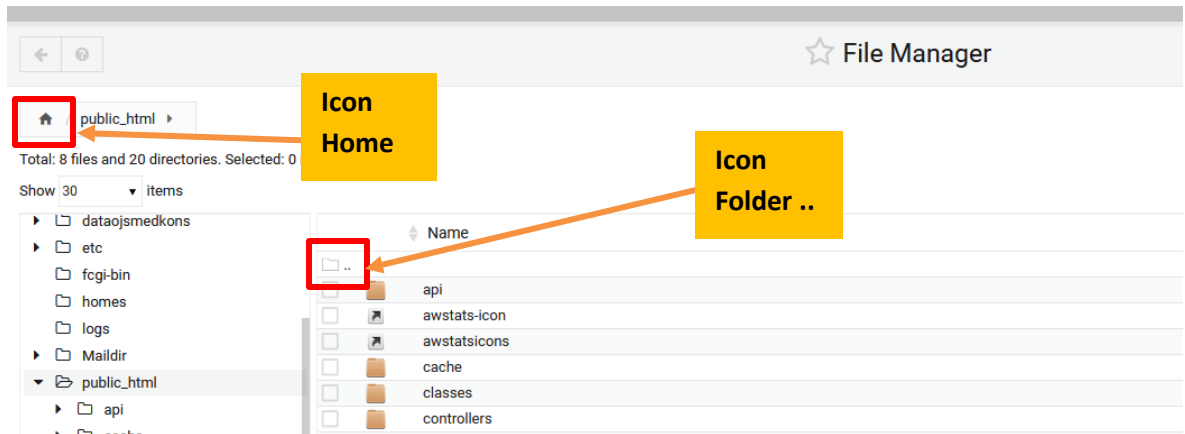 File Manager
Icon
Home
/ public_html
Total: 8 files and 20 directories. Selected: 0
Show 30 items
Icon
Folder ..
dataojsmedkons
etc
fcgi-bin
homes
logs
Maildir
public_html
api
Name
..
api
awstats-icon
awstatsicons
cache
classes
controllers